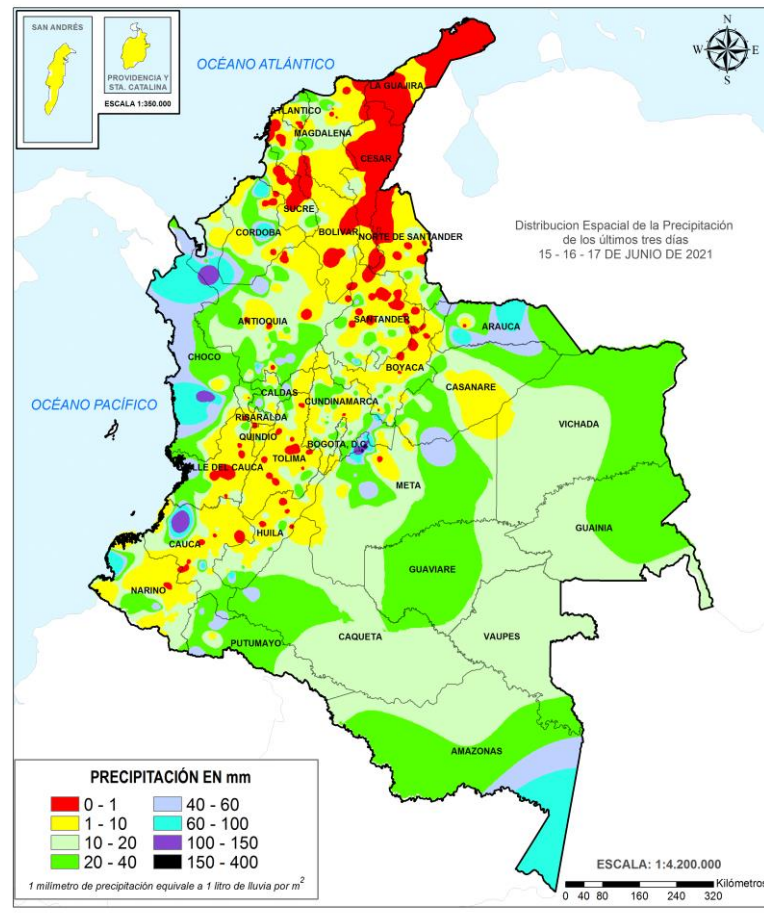 SAN ANDRÉS
PROVIDENCIA Y
STA. CATALINA
ESCALA 1:350.000
OCÉANO ATLÁNTICO
N
W
E
S
LA GUAJIRA
ATLANTICO
MAGDALENA
CESAR
SUCRE
CORDOBA
BOLIVAR
NORTE DE SANTANDER
Distribucion Espacial de la Precipitación
de los últimos tres días
15 - 16 - 17 DE JUNIO DE 2021
ANTIOQUIA
SANTANDER
ARAUCA
CHOCO
BOYACA
OCÉANO PACÍFICO
CALDAS
CUNDINAMARCA
CASANARE
RISARALDA
VICHADA
QUINDIO
BOGOTA, D.C.
TOLIMA
VALLE DEL CAUCA
META
GUAINIA
CAUCA
HUILA
GUAVIARE
NARIÑO
PUTUMAYO
CAQUETA
VAUPES
AMAZONAS
PRECIPITACIÓN EN mm
0 - 1
40 - 60
1 - 10
60 - 100
10 - 20
100 - 150
20 - 40
150 - 400
1 milímetro de precipitación equivale a 1 litro de lluvia por m²
ESCALA: 1:4.200.000
Kilómetros
0 40 80 160 240 320